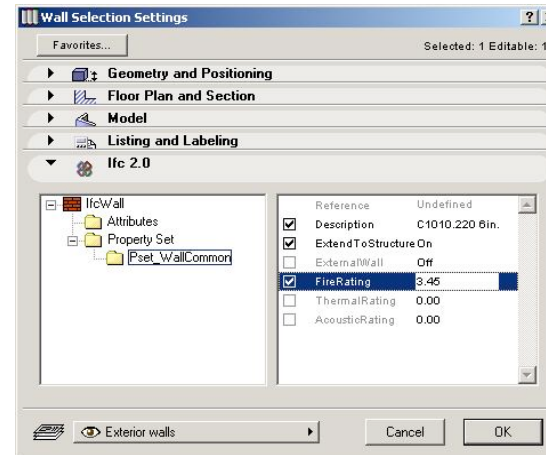 Wall Selection Settings
?
Favorites...
Selected: 1 Editable: 1
Geometry and Positioning
Floor Plan and Section
Model
Listing and Labeling
Ifc 2.0
IfcWall
Attributes
Property Set
Pset_WallCommon
Reference Undefined
Description C1010.220 6in.
ExtendToStructure On
ExternalWall Off
FireRating 3.45
ThermalRating 0.00
AcousticRating 0.00
Exterior walls
Cancel
OK